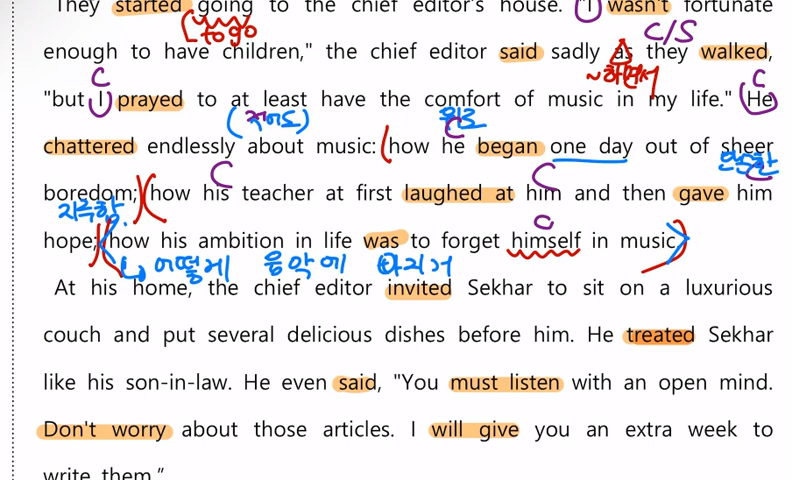 They started going to the chief editor's house. "I wasn't fortunate
to go
C/S
enough to have children," the chief editor said sadly as they walked,
~하면서
C
C
"but I prayed to at least have the comfort of music in my life." He
위로
C
chattered endlessly about music: how he began one day out of sheer
C
C
boredom; how his teacher at first laughed at him and then gave him
C
hope; how his ambition in life was to forget himself in music.
어떻게 음악에
At his home, the chief editor invited Sekhar to sit on a luxurious
couch and put several delicious dishes before him. He treated Sekhar
like his son-in-law. He even said, "You must listen with an open mind.
Don't worry about those articles. I will give you an extra week to
write them."